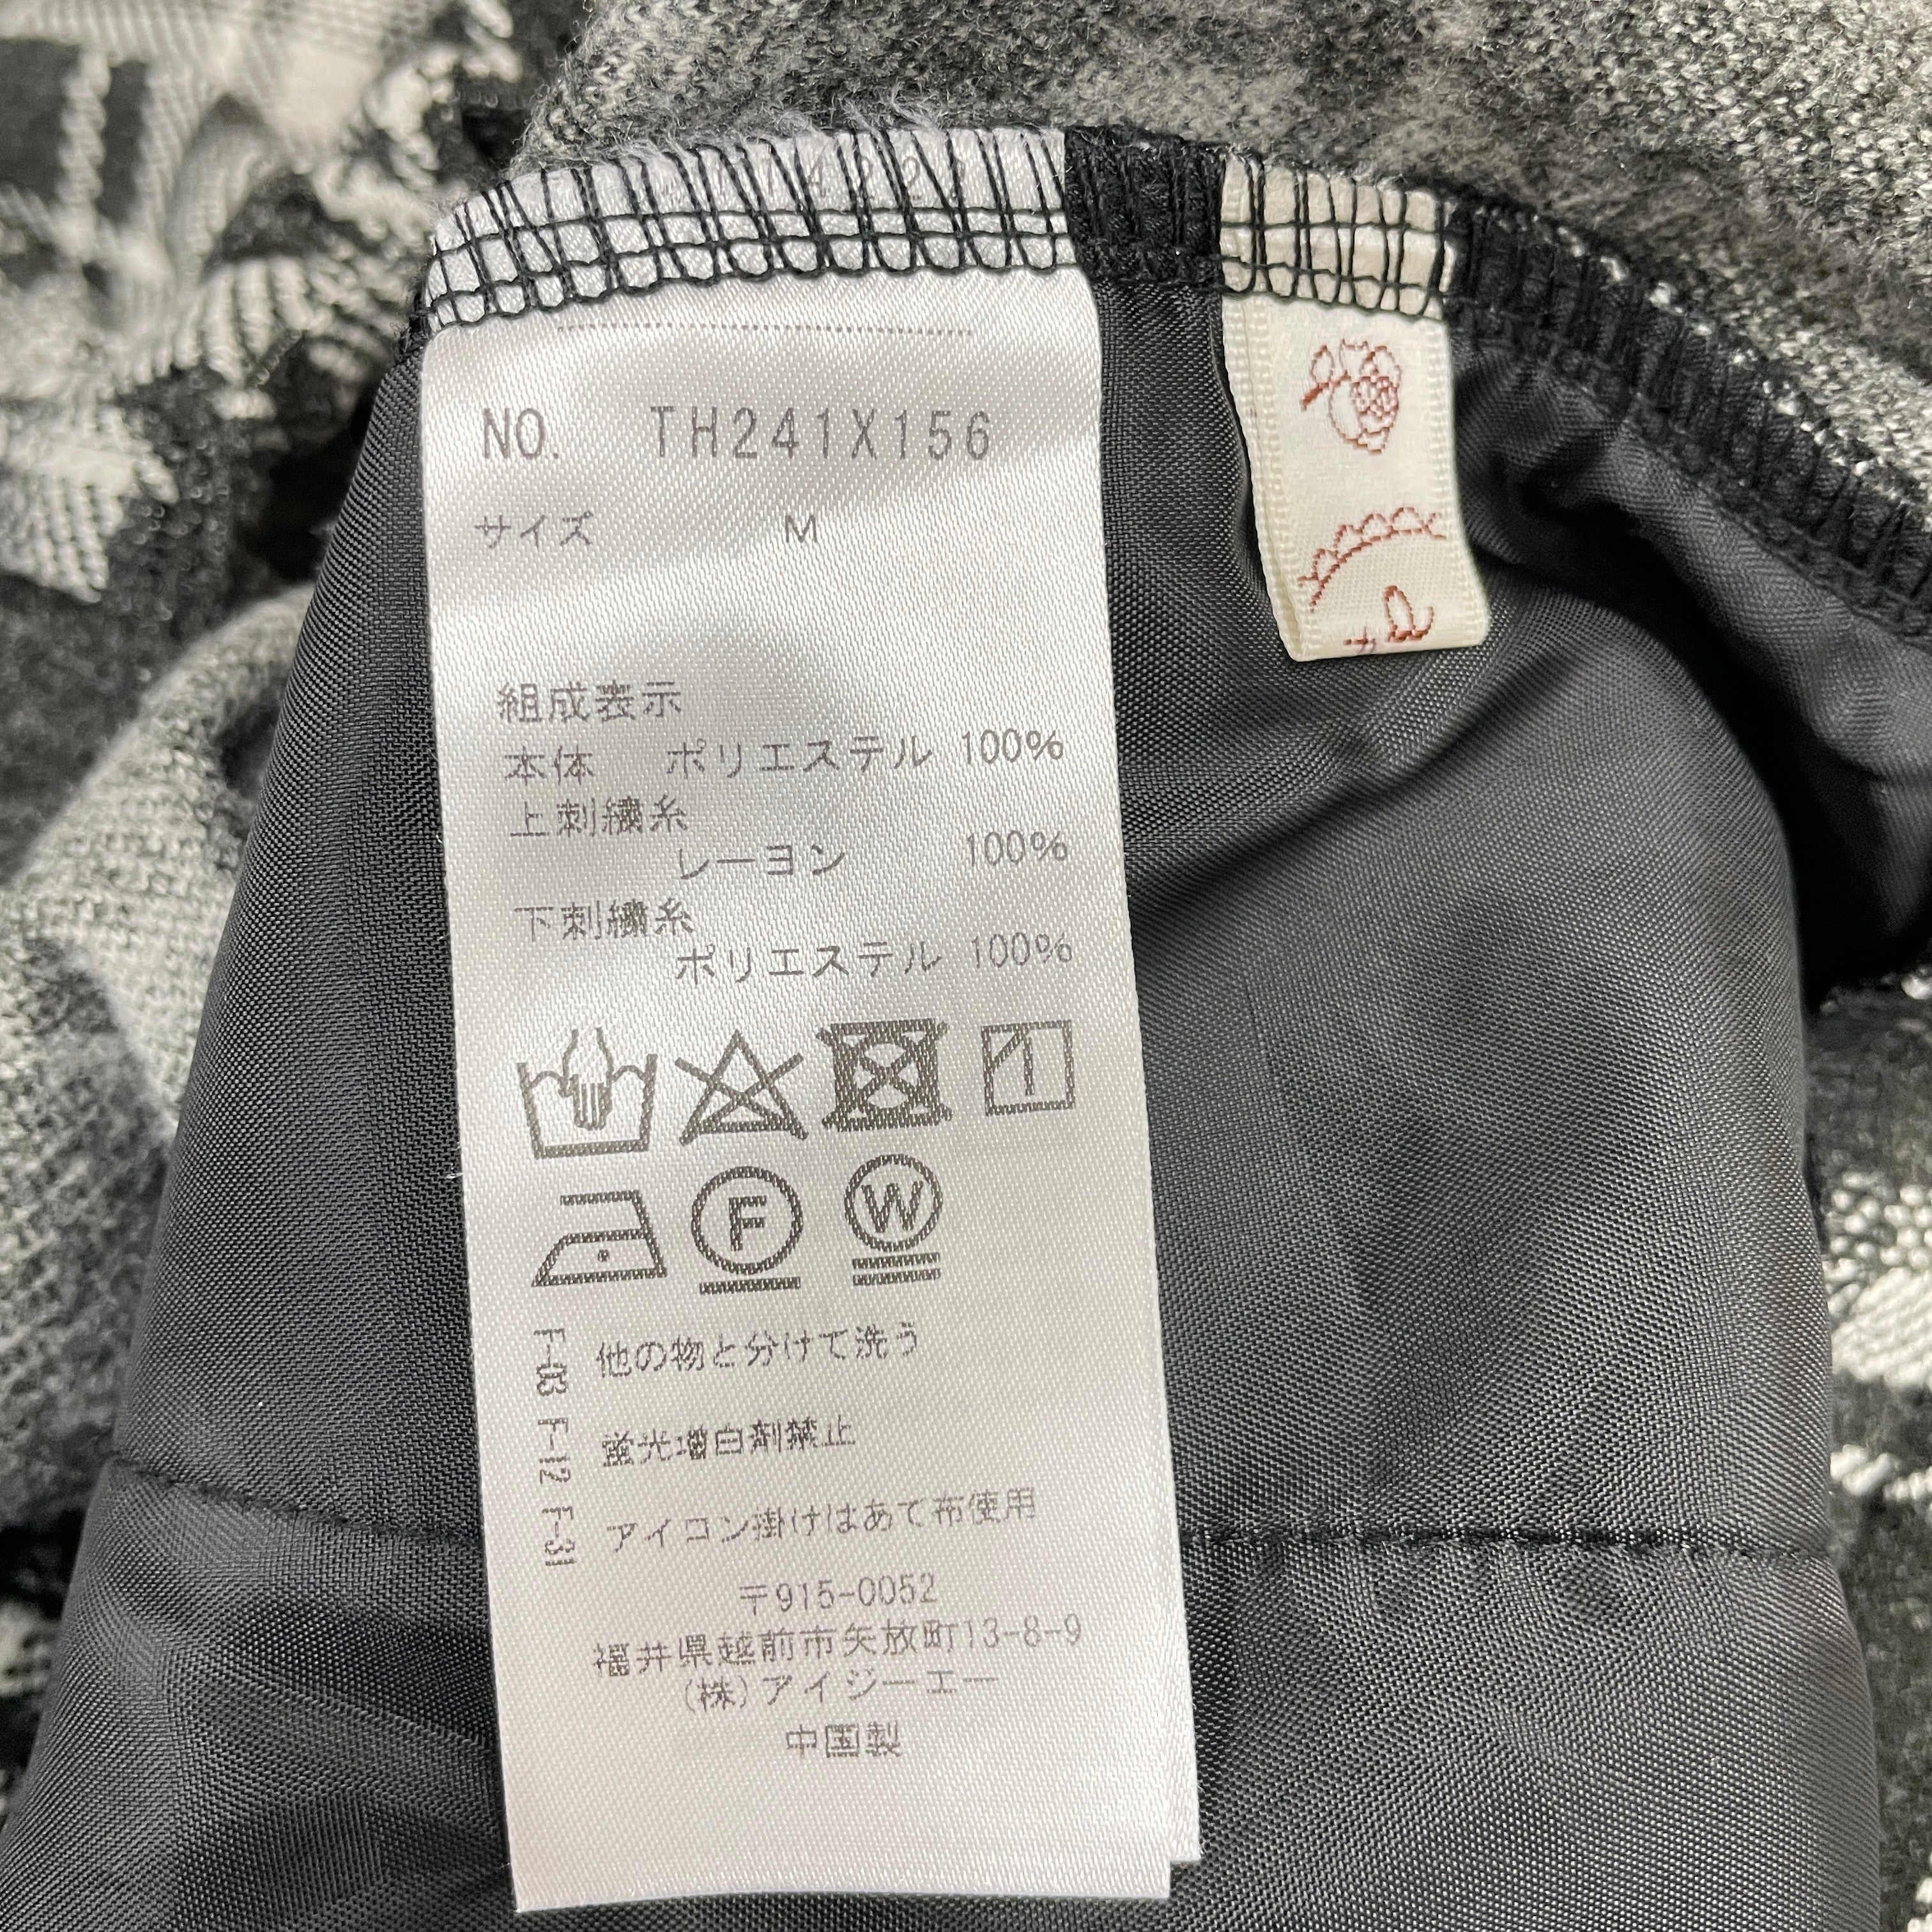 NO. TH241X156
サイズ M
組成表示
本体 ポリエステル 100%
上刺繍糸
レーヨン 100%
下刺繍糸
ポリエステル 100%
F
W
F-03 他の物と分けて洗う
F-12 蛍光増白剤禁止
F-31 アイロン掛けはあて布使用
〒915-0052
福井県越前市矢放町13-8-9
(株)アイジーエー
中国製